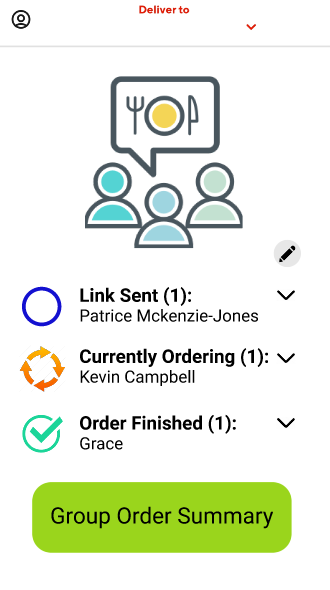 Deliver to
Link Sent (1):
Patrice Mckenzie-Jones
Currently Ordering (1):
Kevin Campbell
Order Finished (1):
Grace
Group Order Summary